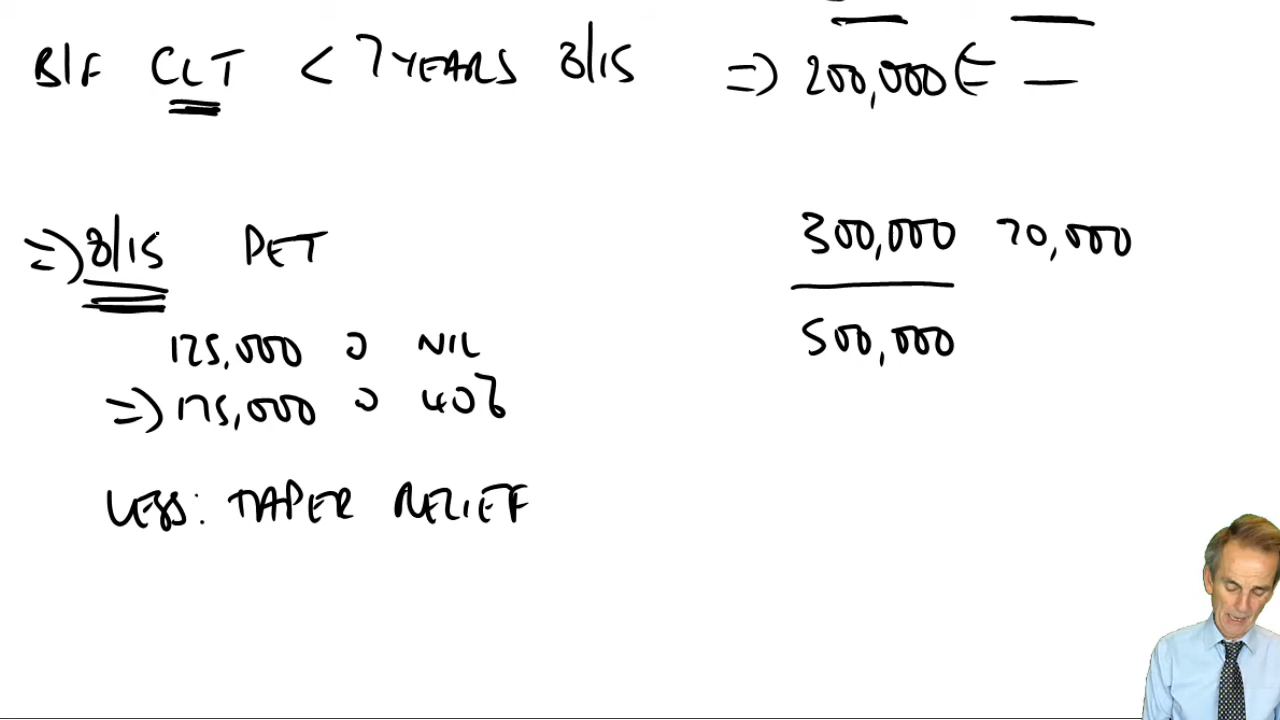 B/F CLT < 7 YEARS 8/15 => 200,000 (= —
=> 8/15 PET 300,000 70,000
500,000
125,000 @ NIL
=> 175,000 @ 40%
LESS: TAPER RELIEF